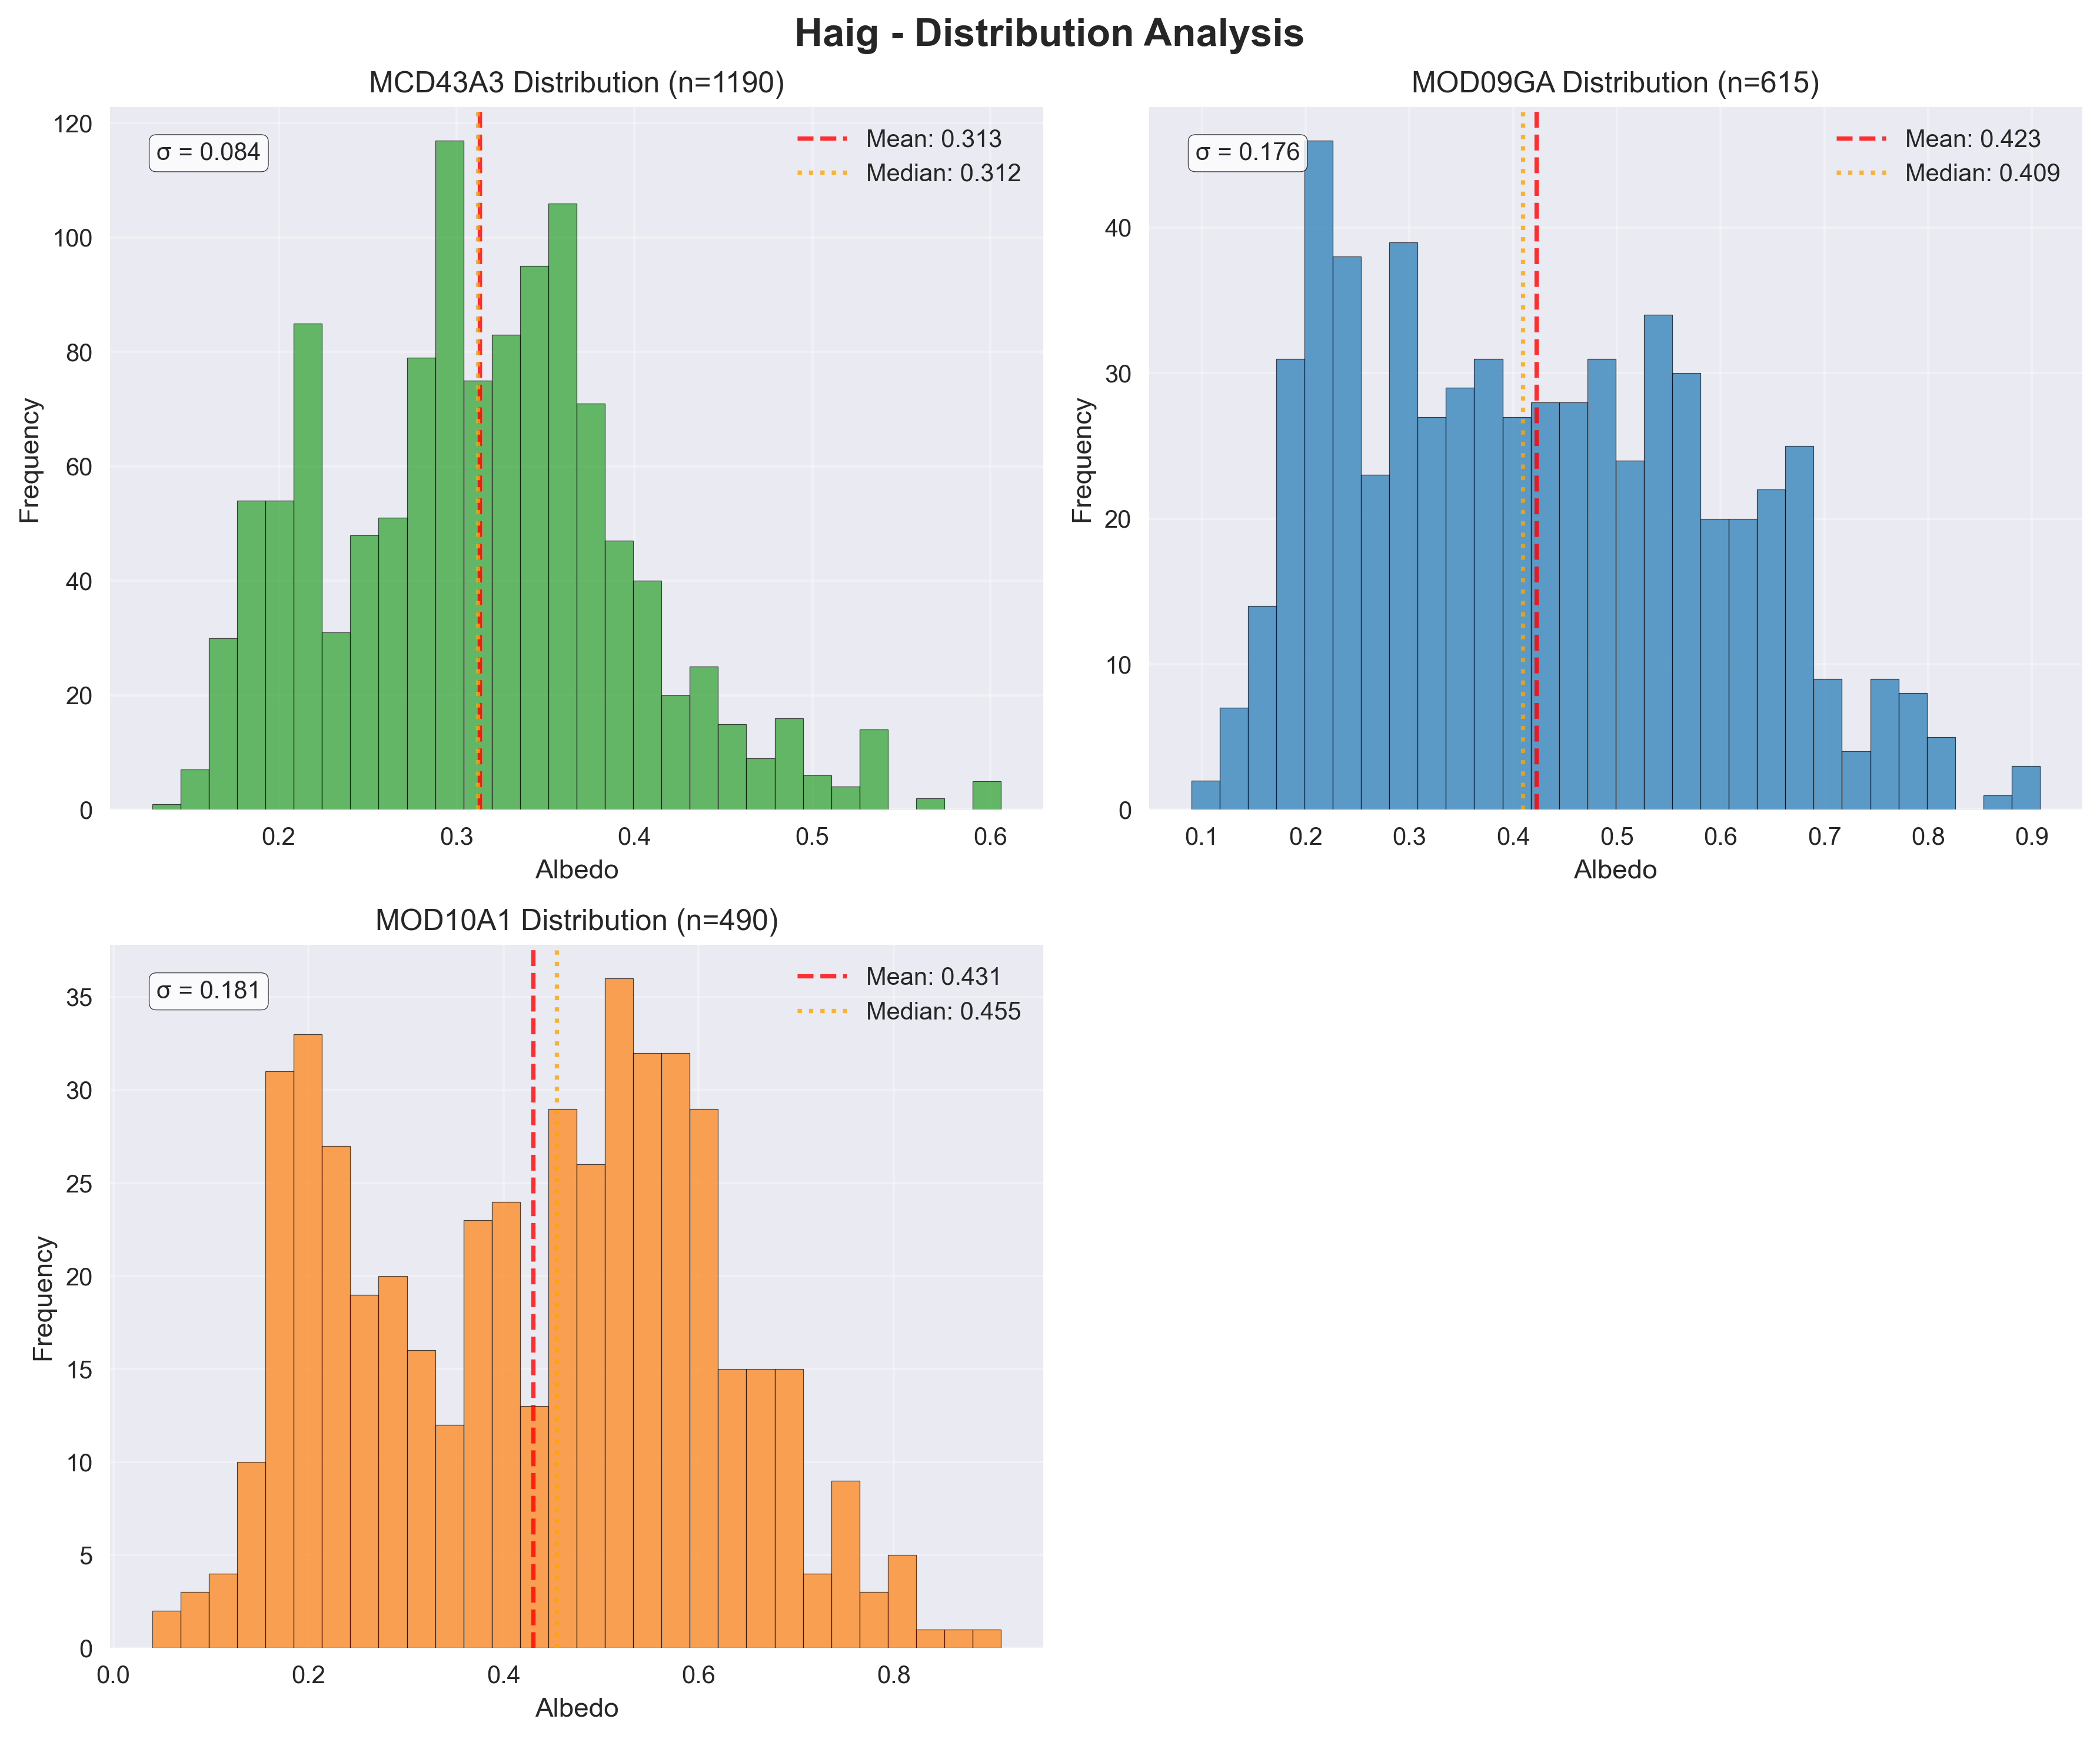 Haig - Distribution Analysis
MCD43A3 Distribution (n=1190)
σ = 0.084
Mean: 0.313
Median: 0.312
120
100
80
60
40
20
0
Frequency
0.2 0.3 0.4 0.5 0.6
Albedo
MOD09GA Distribution (n=615)
σ = 0.176
Mean: 0.423
Median: 0.409
40
30
20
10
0
Frequency
0.1 0.2 0.3 0.4 0.5 0.6 0.7 0.8 0.9
Albedo
MOD10A1 Distribution (n=490)
σ = 0.181
Mean: 0.431
Median: 0.455
35
30
25
20
15
10
5
0
Frequency
0.0 0.2 0.4 0.6 0.8
Albedo